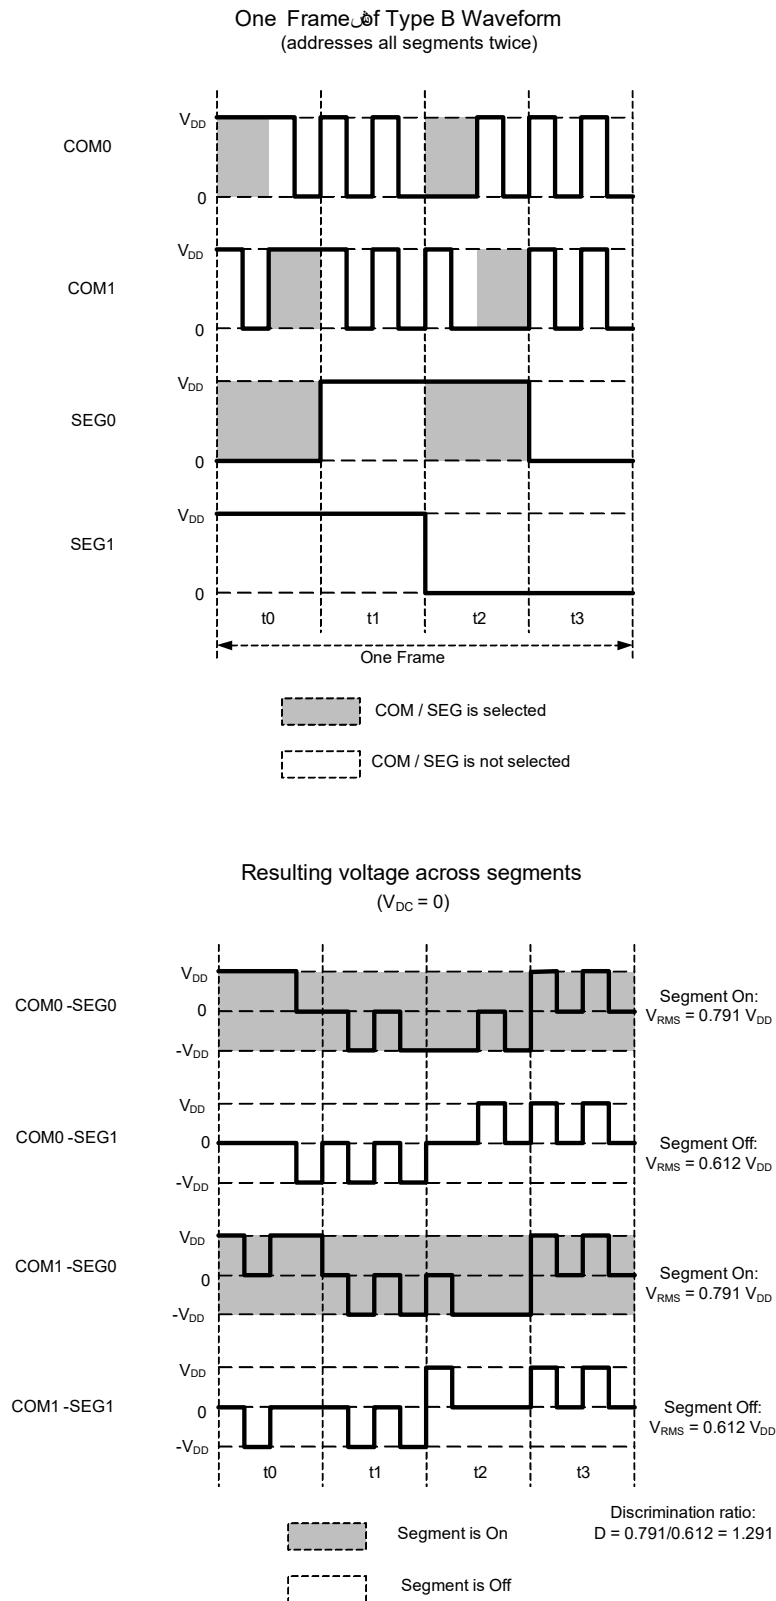 One Frame of Type B Waveform
(addresses all segments twice)
VDD
COM0
0
VDD
COM1
0
VDD
SEG0
0
VDD
SEG1
0
t0 t1 t2 t3
One Frame
COM / SEG is selected
COM / SEG is not selected
Resulting voltage across segments
(VDC = 0)
VDD
COM0 -SEG0
0
-VDD
Segment On:
VRMS = 0.791 VDD
VDD
COM0 -SEG1
0
-VDD
Segment Off:
VRMS = 0.612 VDD
VDD
COM1 -SEG0
0
-VDD
Segment On:
VRMS = 0.791 VDD
VDD
COM1 -SEG1
0
-VDD
Segment Off:
VRMS = 0.612 VDD
t0 t1 t2 t3
Segment is On
Segment is Off
Discrimination ratio:
D = 0.791/0.612 = 1.291